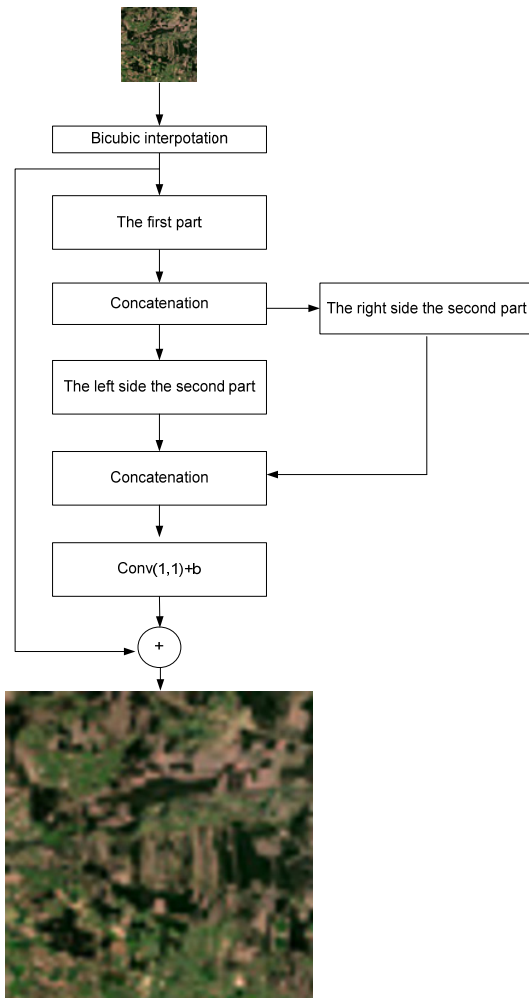 Bicubic interpotation
The first part
Concatenation
The right side the second part
The left side the second part
Concatenation
Conv(1,1)+b
+